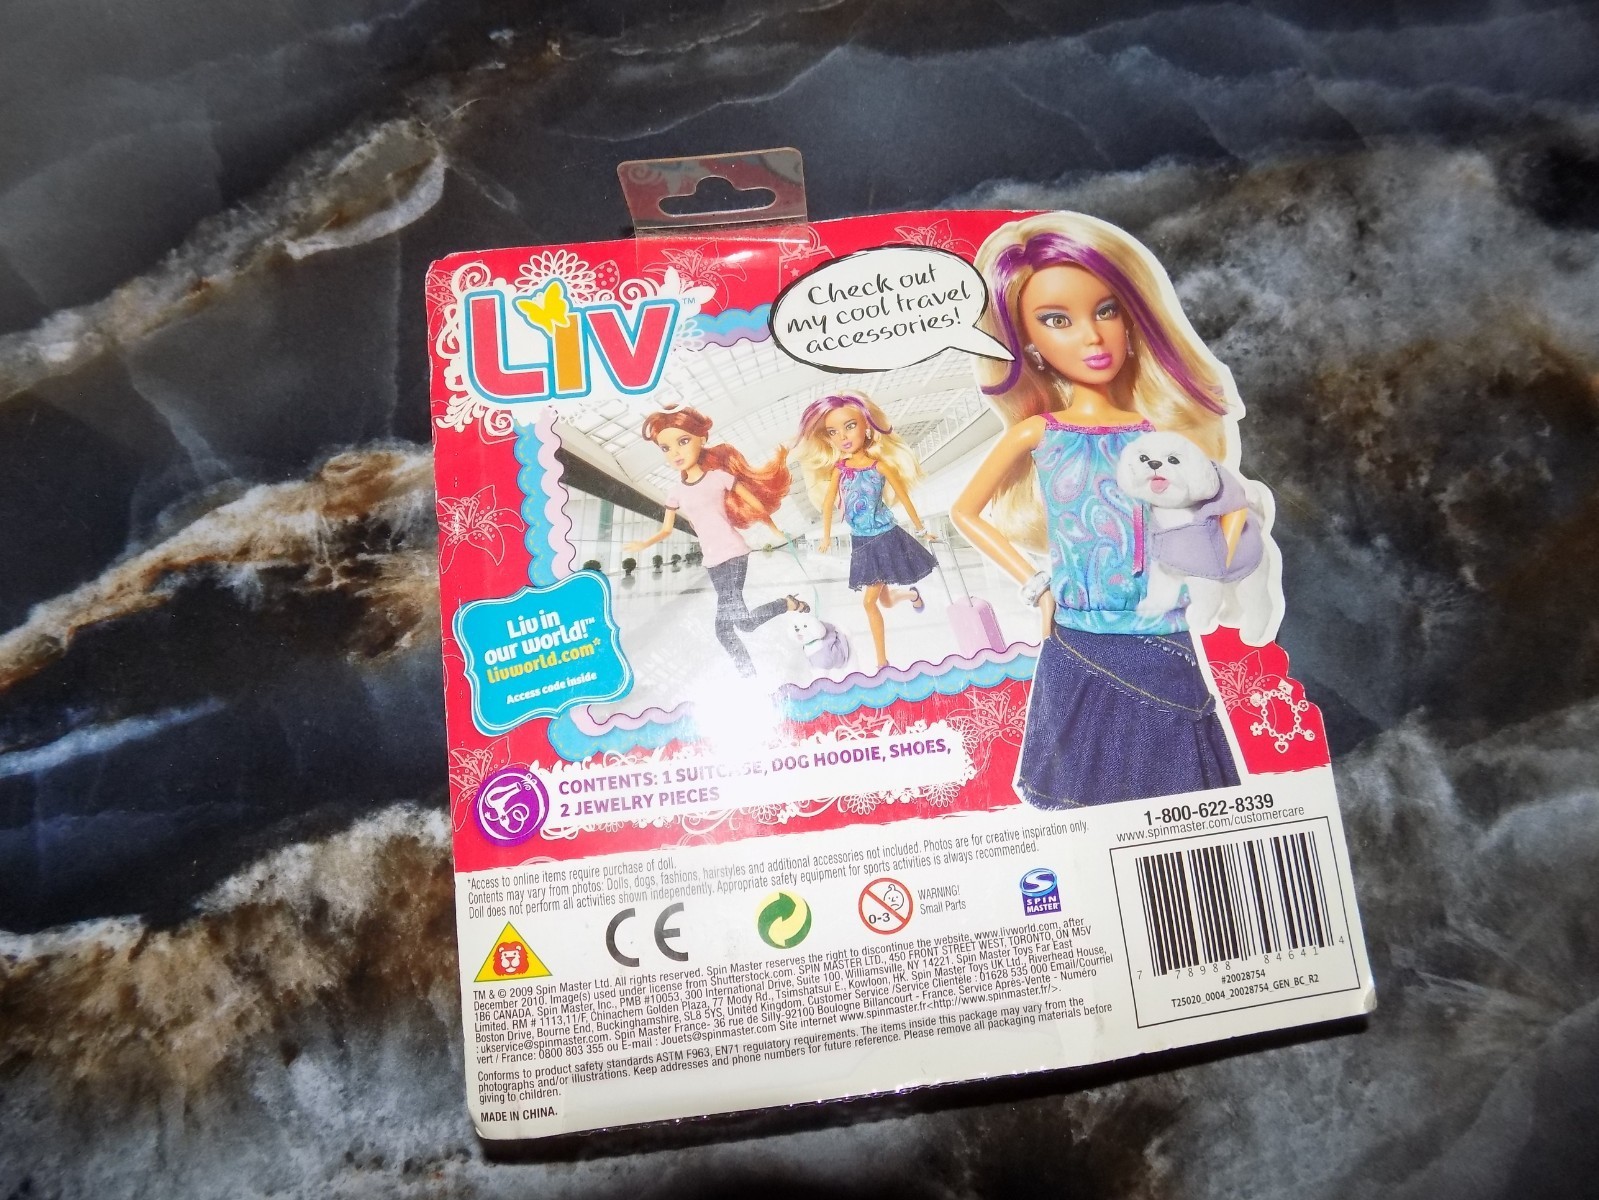 LIV™
Check out
my cool travel
accessories!
Liv in
our world!™
livworld.com*
Access code inside
CONTENTS: 1 SUITCASE, DOG HOODIE, SHOES,
2 JEWELRY PIECES
1-800-622-8339
www.spinmaster.com/customercare
*Access to online items require purchase of doll.
Contents may vary from photos: Dolls, dogs, fashions, hairstyles and additional accessories not included. Photos are for creative inspiration only.
Doll does not perform all activities shown independently. Appropriate safety equipment for sports activities is always recommended.
CE
0-3
WARNING!
Small Parts
SPIN
MASTER™
TM & © 2009 Spin Master Ltd. All rights reserved. Spin Master reserves the right to discontinue the website, www.livworld.com, after
December 2010. Image(s) used under license from Shutterstock.com. SPIN MASTER LTD., 450 FRONT STREET WEST, TORONTO, ON M5V
1B6 CANADA. Spin Master, Inc., PMB #10053, 300 International Drive, Suite 100, Williamsville, NY 14221. Spin Master Toys Far East
Limited. RM # 1113,11/F, Chinachem Golden Plaza, 77 Mody Rd., Tsimshatsui E., Kowloon, HK. Spin Master Toys UK Ltd., Riverhead House,
Boston Drive, Bourne End, Buckinghamshire, SL8 5YS, United Kingdom. Customer Service /Service Clientele : 01628 535 000 Email/Courriel
: ukservice@spinmaster.com. Spin Master France- 36 rue de Silly-92100 Boulogne Billancourt - France. Service Après-Vente - Numéro
vert / France: 0800 803 355 ou E-mail : Jouets@spinmaster.com Site internet www.spinmaster.fr<http://www.spinmaster.fr/>.
Conforms to product safety standards ASTM F963, EN71 regulatory requirements. The items inside this package may vary from the
photographs and/or illustrations. Keep addresses and phone numbers for future reference. Please remove all packaging materials before
giving to children.
MADE IN CHINA.
7 78988 84641 4
#20028754
T25020_0004_20028754_GEN_BC_R2